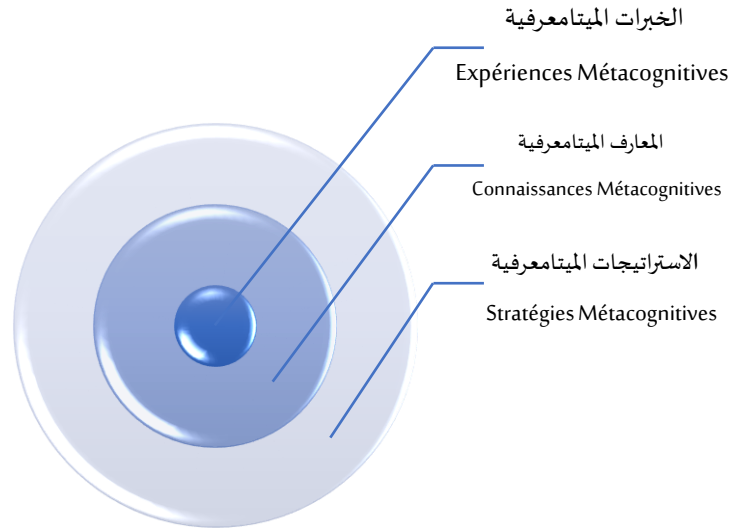 الخبرات الميتامعرفية
Expériences Métacognitives
المعارف الميتامعرفية
Connaissances Métacognitives
الاستراتيجات الميتامعرفية
Stratégies Métacognitives